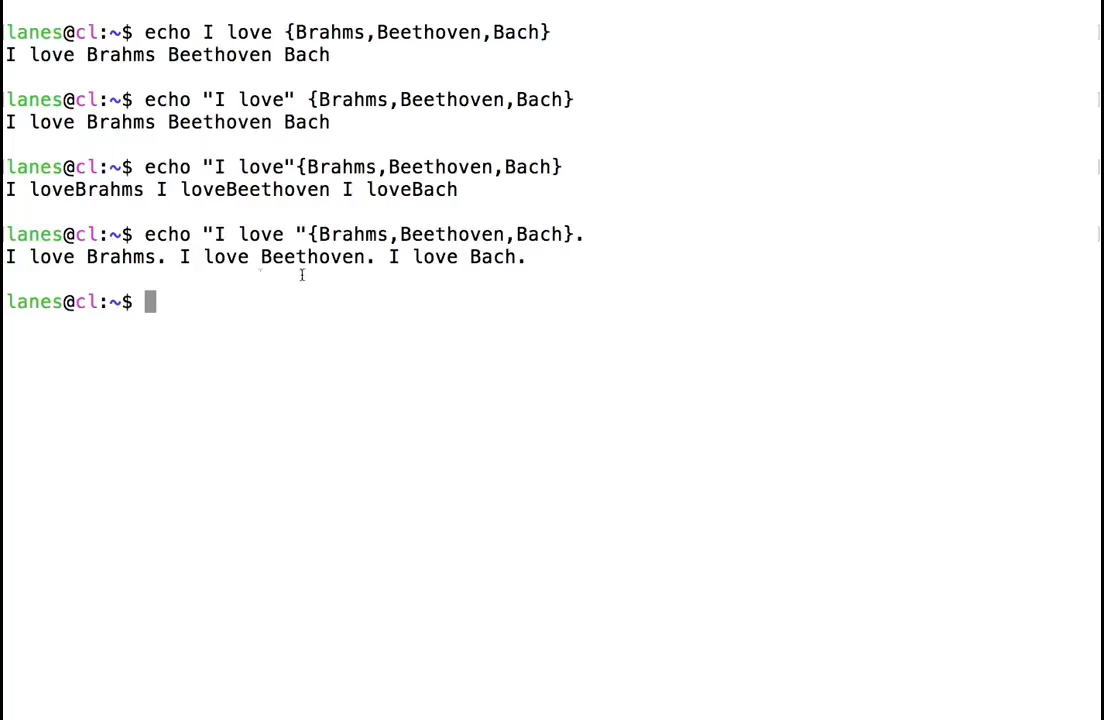 lanes@cl:~$ echo I love {Brahms,Beethoven,Bach}
I love Brahms Beethoven Bach
lanes@cl:~$ echo "I love" {Brahms,Beethoven,Bach}
I love Brahms Beethoven Bach
lanes@cl:~$ echo "I love"{Brahms,Beethoven,Bach}
I loveBrahms I loveBeethoven I loveBach
lanes@cl:~$ echo "I love "{Brahms,Beethoven,Bach}.
I love Brahms. I love Beethoven. I love Bach.
lanes@cl:~$